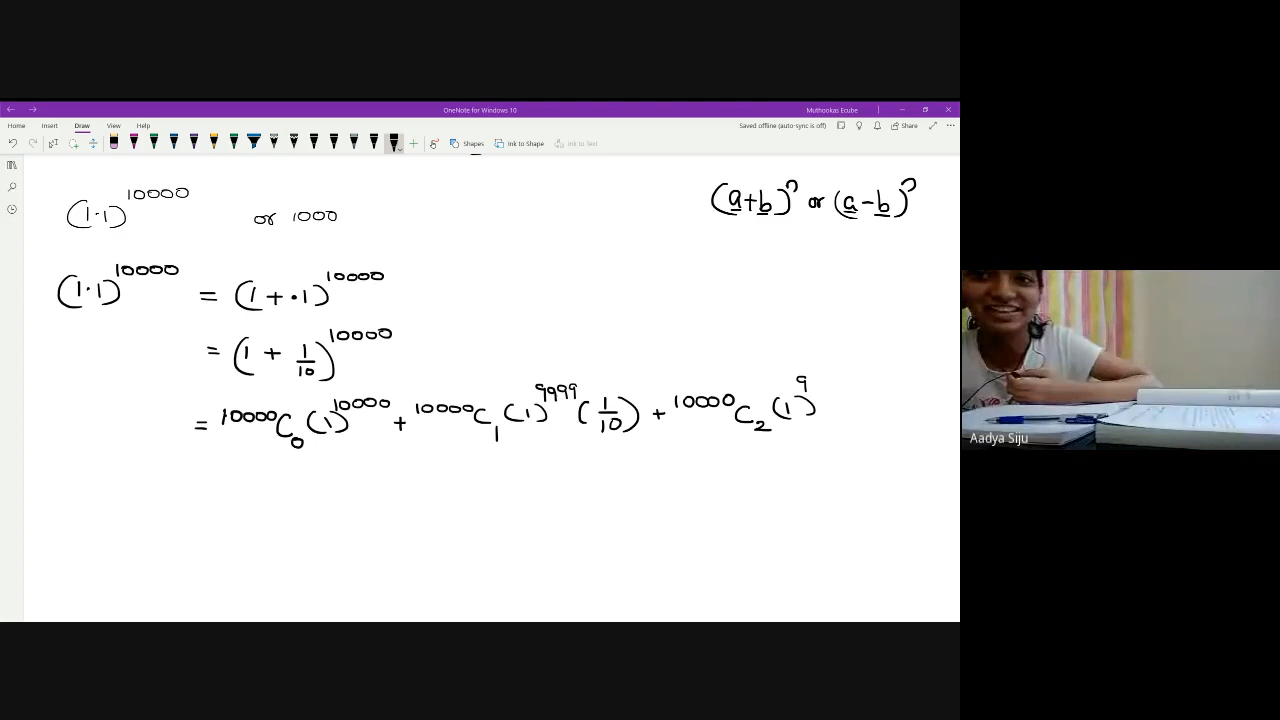 OneNote for Windows 10
Muthookas Ecube
Home Insert Draw View Help
Saved offline (auto-sync is off) Share
Shapes Ink to Shape Ink to Text
(1·1)^10000 or 1000
(a+b)^n or (a-b)^n
(1·1)^10000 = (1 + ·1)^10000
= (1 + 1/10)^10000
= 10000C0 (1)^10000 + 10000C1 (1)^9999 (1/10) + 10000C2 (1)^9
Aadya Siju